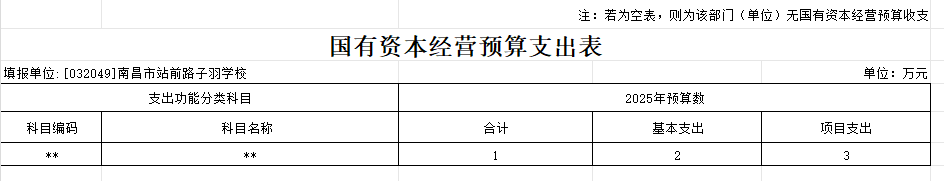 注：若为空表，则为该部门（单位）无国有资本经营预算收支
国有资本经营预算支出表
填报单位:[032049]南昌市站前路子羽学校 单位：万元
支出功能分类科目 2025年预算数
科目编码 科目名称 合计 基本支出 项目支出
** ** 1 2 3